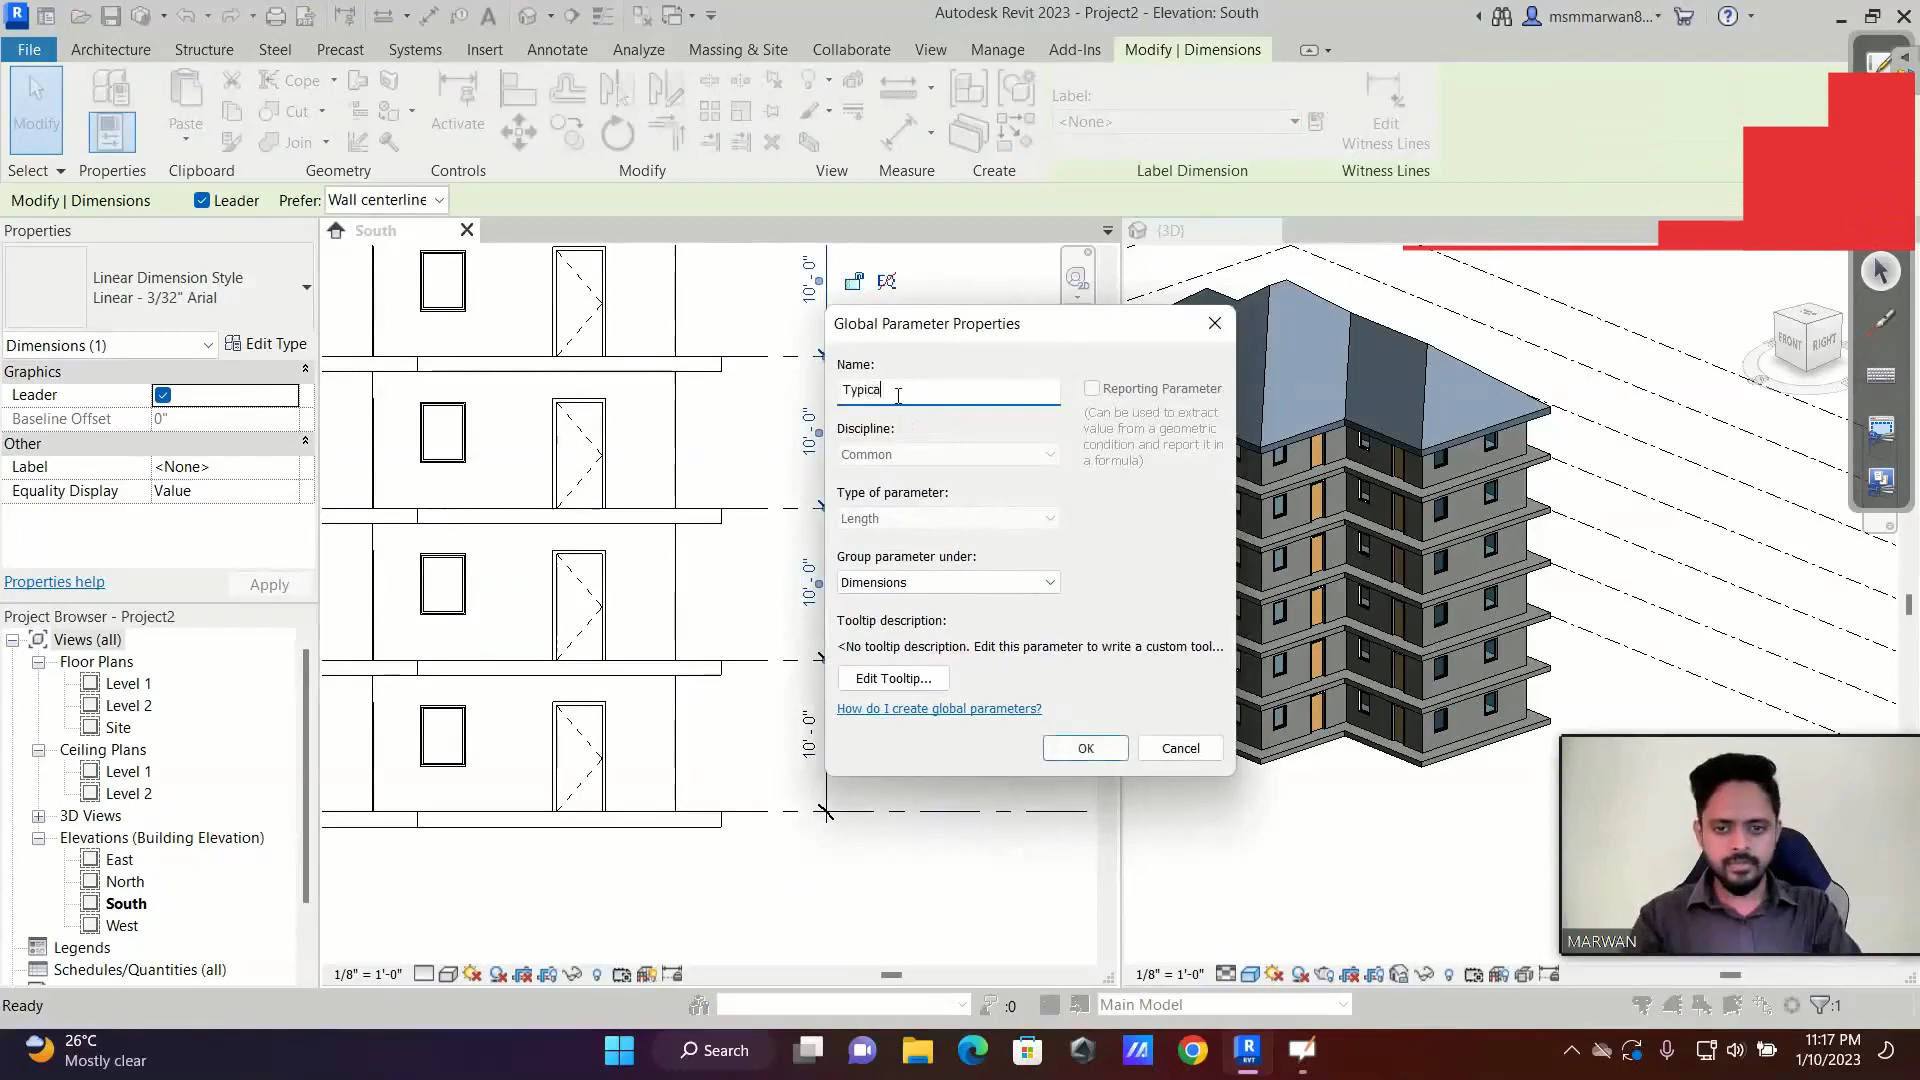 Autodesk Revit 2023 - Project2 - Elevation: South
msmmarwan8...
File
Architecture
Structure
Steel
Precast
Systems
Insert
Annotate
Analyze
Massing & Site
Collaborate
View
Manage
Add-Ins
Modify | Dimensions
Modify
Paste
Cope
Cut
Join
Activate
Label:
<None>
Edit
Witness Lines
Select
Properties
Clipboard
Geometry
Controls
Modify
View
Measure
Create
Label Dimension
Witness Lines
Modify | Dimensions
Leader
Prefer:
Wall centerline
Properties
South
{3D}
Linear Dimension Style
Linear - 3/32" Arial
Dimensions (1)
Edit Type
Graphics
Leader
Baseline Offset
0"
Other
Label
<None>
Equality Display
Value
Properties help
Apply
Project Browser - Project2
Views (all)
Floor Plans
Level 1
Level 2
Site
Ceiling Plans
Level 1
Level 2
3D Views
Elevations (Building Elevation)
East
North
South
West
Legends
Schedules/Quantities (all)
10' - 0"
10' - 0"
10' - 0"
10' - 0"
2D
Global Parameter Properties
Name:
Typica
Reporting Parameter
(Can be used to extract
value from a geometric
condition and report it in
a formula)
Discipline:
Common
Type of parameter:
Length
Group parameter under:
Dimensions
Tooltip description:
<No tooltip description. Edit this parameter to write a custom tool...
Edit Tooltip...
How do I create global parameters?
OK
Cancel
FRONT
RIGHT
MARWAN
1/8" = 1'-0"
1/8" = 1'-0"
Ready
:0
Main Model
:1
26°C
Mostly clear
Search
11:17 PM
1/10/2023